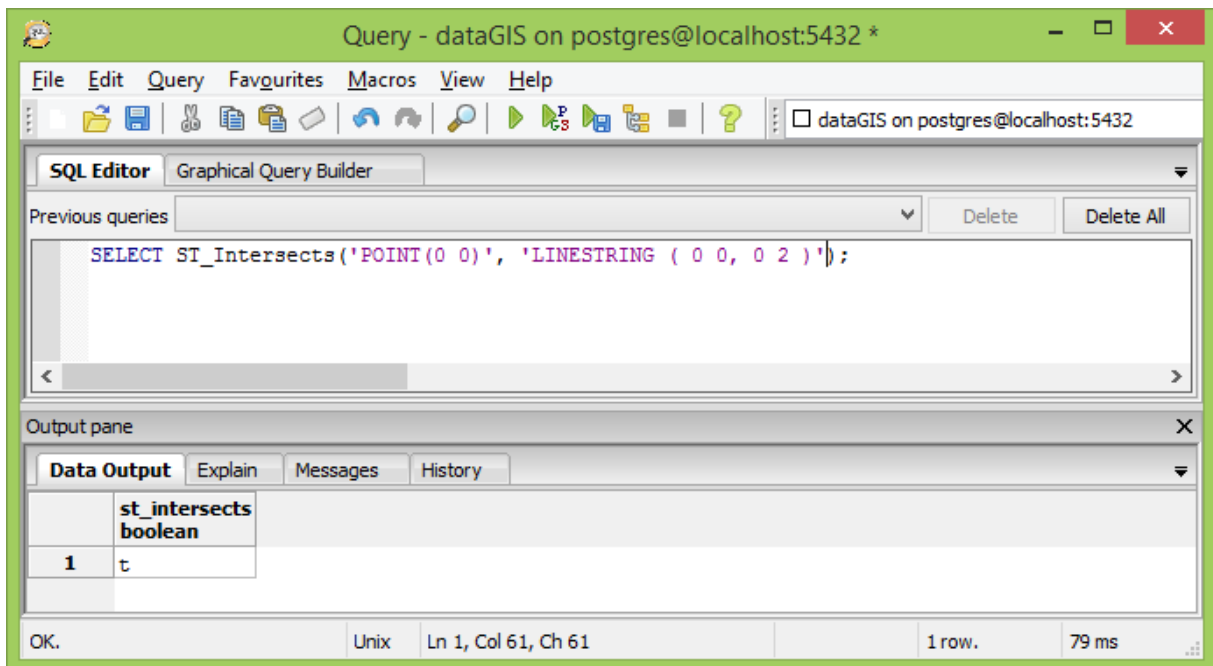 Query - dataGIS on postgres@localhost:5432 *
File Edit Query Favourites Macros View Help
dataGIS on postgres@localhost:5432
SQL Editor Graphical Query Builder
Previous queries Delete Delete All
SELECT ST_Intersects('POINT(0 0)', 'LINESTRING ( 0 0, 0 2 )');
Output pane
Data Output Explain Messages History
st_intersects
boolean
1 t
OK. Unix Ln 1, Col 61, Ch 61 1 row. 79 ms